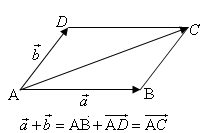 D
C
b⃗
A
a⃗
B
a⃗ + b⃗ = AB⃗ + AD⃗ = AC⃗